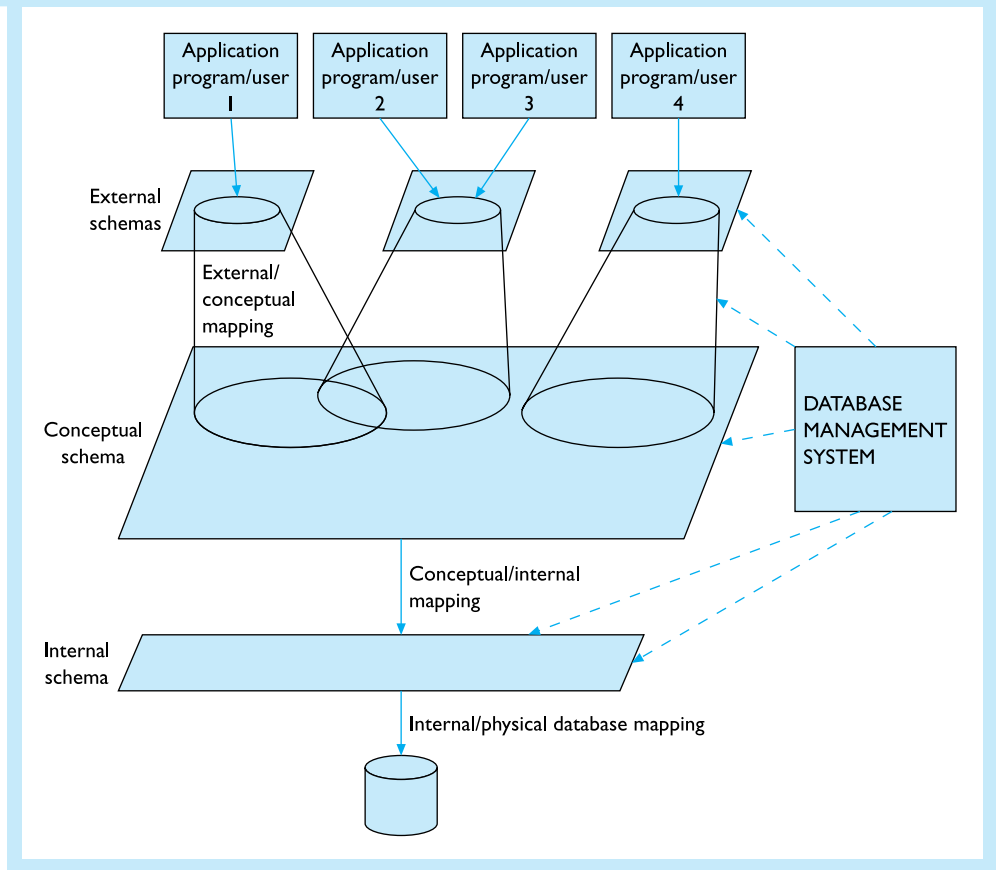 Application
program/user
1
Application
program/user
2
Application
program/user
3
Application
program/user
4
External
schemas
External/
conceptual
mapping
Conceptual
schema
DATABASE
MANAGEMENT
SYSTEM
Conceptual/internal
mapping
Internal
schema
Internal/physical database mapping